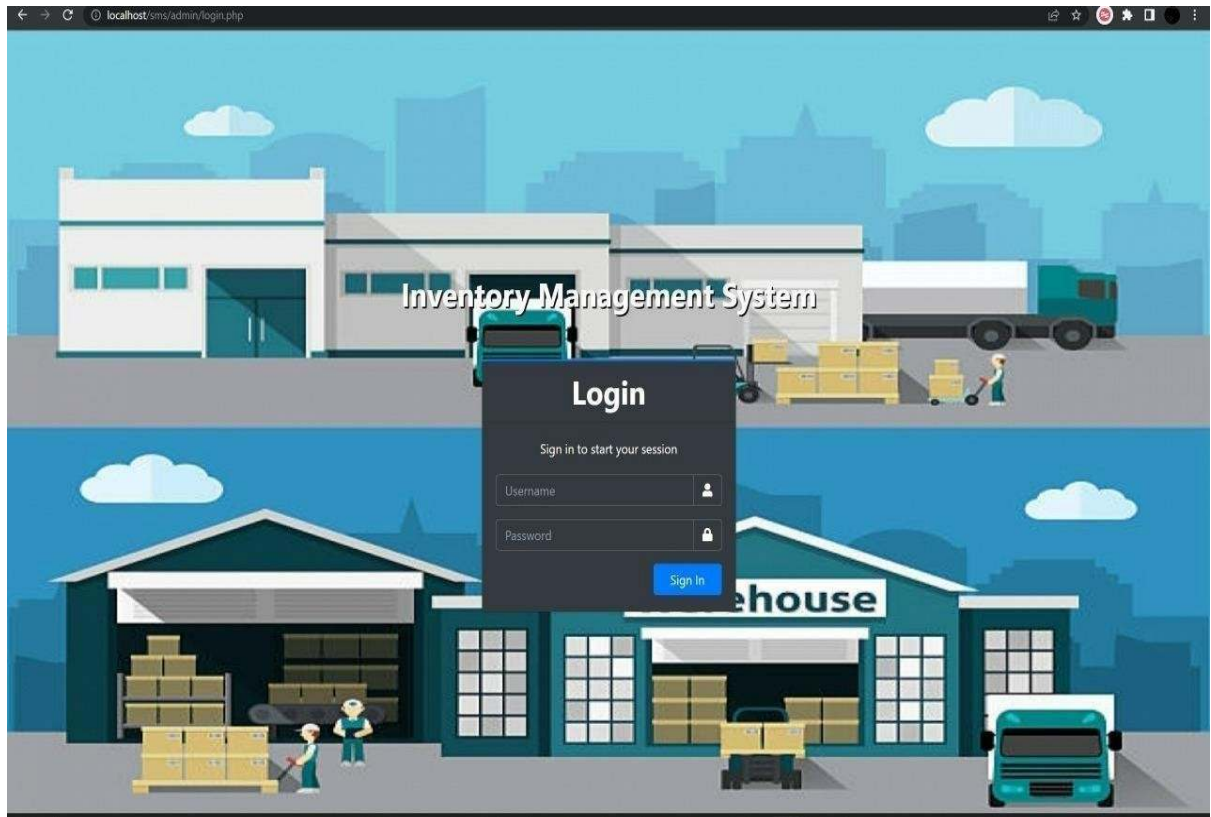 localhost/sms/admin/login.php
Inventory Management System
Login
Sign in to start your session
Username
Password
Sign In